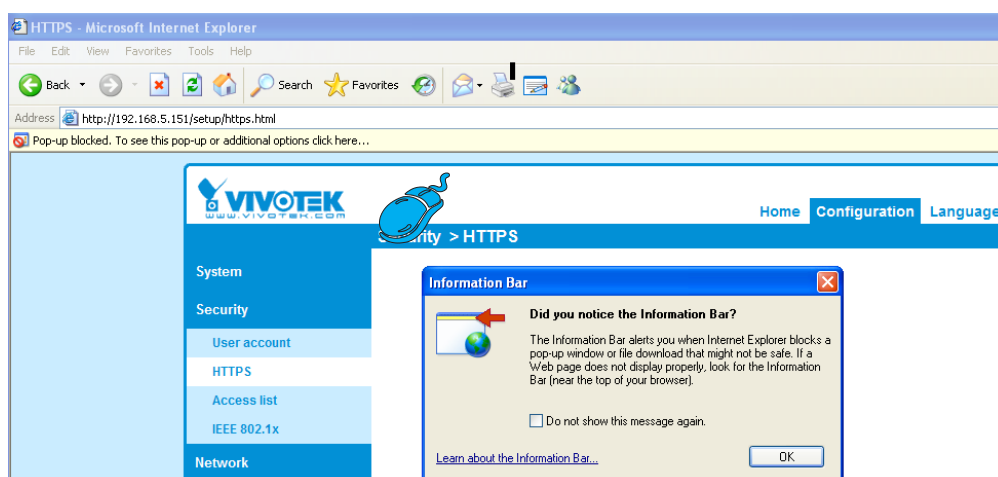 HTTPS - Microsoft Internet Explorer
File Edit View Favorites Tools Help
Back Search Favorites
Address http://192.168.5.151/setup/https.html
Pop-up blocked. To see this pop-up or additional options click here...
VIVOTEK
www.vivotek.com
Home Configuration Language
> HTTPS
System
Security
User account
HTTPS
Access list
IEEE 802.1x
Network
Information Bar
Did you notice the Information Bar?
The Information Bar alerts you when Internet Explorer blocks a
pop-up window or file download that might not be safe. If a
Web page does not display properly, look for the Information
Bar (near the top of your browser).
Do not show this message again.
Learn about the Information Bar...
OK